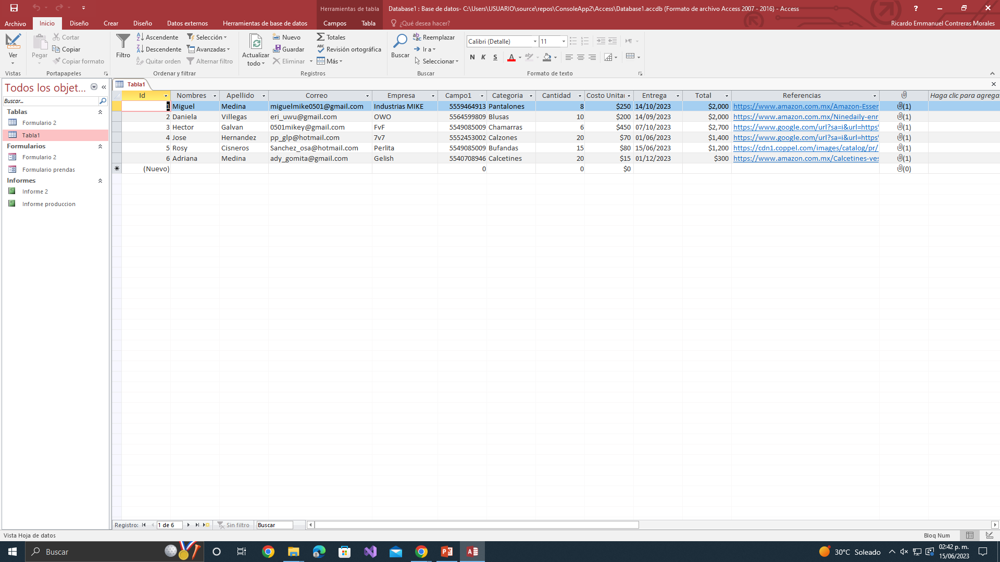 Herramientas de tabla
Database1 : Base de datos- C:\Users\USUARIO\source\repos\ConsoleApp2\Access\Database1.accdb (Formato de archivo Access 2007 - 2016) - Access
Archivo Inicio Diseño Crear Diseño Datos externos Herramientas de base de datos Campos Tabla ¿Qué desea hacer? Ricardo Emmanuel Contreras Morales
Ver
Vistas
Pegar
Cortar
Copiar
Copiar formato
Portapapeles
Filtro
Ascendente
Descendente
Quitar orden
Selección
Avanzadas
Alternar filtro
Ordenar y filtrar
Actualizar
todo
Nuevo
Guardar
Eliminar
Totales
Revisión ortográfica
Más
Registros
Buscar
Reemplazar
Ir a
Seleccionar
Buscar
Calibri (Detalle) 11
N K S
Formato de texto
Todos los objet...
Buscar...
Tablas
Formulario 2
Tabla1
Formularios
Formulario 2
Formulario prendas
Informes
Informe 2
Informe produccion
Tabla1
Id Nombres Apellido Correo Empresa Campo1 Categoria Cantidad Costo Unitar Entrega Total Referencias Haga clic para agrega
1 Miguel Medina miguelmike0501@gmail.com Industrias MIKE 5559464913 Pantalones 8 $250 14/10/2023 $2,000 https://www.amazon.com.mx/Amazon-Esser (1)
2 Daniela Villegas eri_uwu@gmail.com OWO 5564599809 Blusas 10 $200 14/09/2023 $2,000 https://www.amazon.com.mx/Ninedaily-enr (1)
3 Hector Galvan 0501mikey@gmail.com FvF 5549085009 Chamarras 6 $450 07/10/2023 $2,700 https://www.google.com/url?sa=i&url=https' (1)
4 Jose Hernandez pp_glp@hotmail.com 7v7 5552453002 Calzones 20 $70 01/06/2023 $1,400 https://www.google.com/url?sa=i&url=https' (1)
5 Rosy Cisneros Sanchez_osa@hotmail.com Perlita 5549085009 Bufandas 15 $80 15/06/2023 $1,200 https://cdn1.coppel.com/images/catalog/pr/ (1)
6 Adriana Medina ady_gomita@gmail.com Gelish 5540708946 Calcetines 20 $15 01/12/2023 $300 https://www.amazon.com.mx/Calcetines-ves (1)
(Nuevo) 0 0 $0 (0)
Registro: 1 de 6 Sin filtro Buscar
Vista Hoja de datos Bloq Num
Buscar
30°C Soleado
02:42 p. m.
15/06/2023